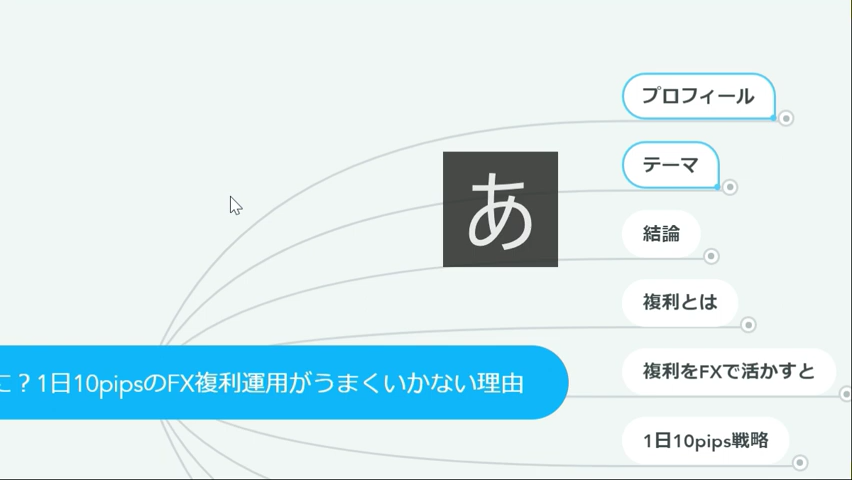 プロフィール
テーマ
あ
結論
複利とは
複利をFXで活かすと
に？1日10pipsのFX複利運用がうまくいかない理由
1日10pips戦略